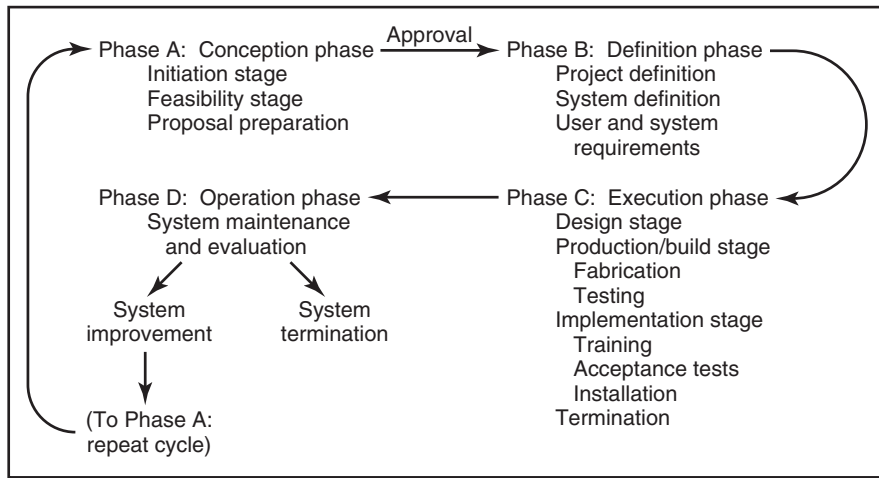 Phase A: Conception phase
Initiation stage
Feasibility stage
Proposal preparation
Approval
Phase B: Definition phase
Project definition
System definition
User and system
requirements
Phase C: Execution phase
Design stage
Production/build stage
Fabrication
Testing
Implementation stage
Training
Acceptance tests
Installation
Termination
Phase D: Operation phase
System maintenance
and evaluation
System
improvement
System
termination
(To Phase A:
repeat cycle)